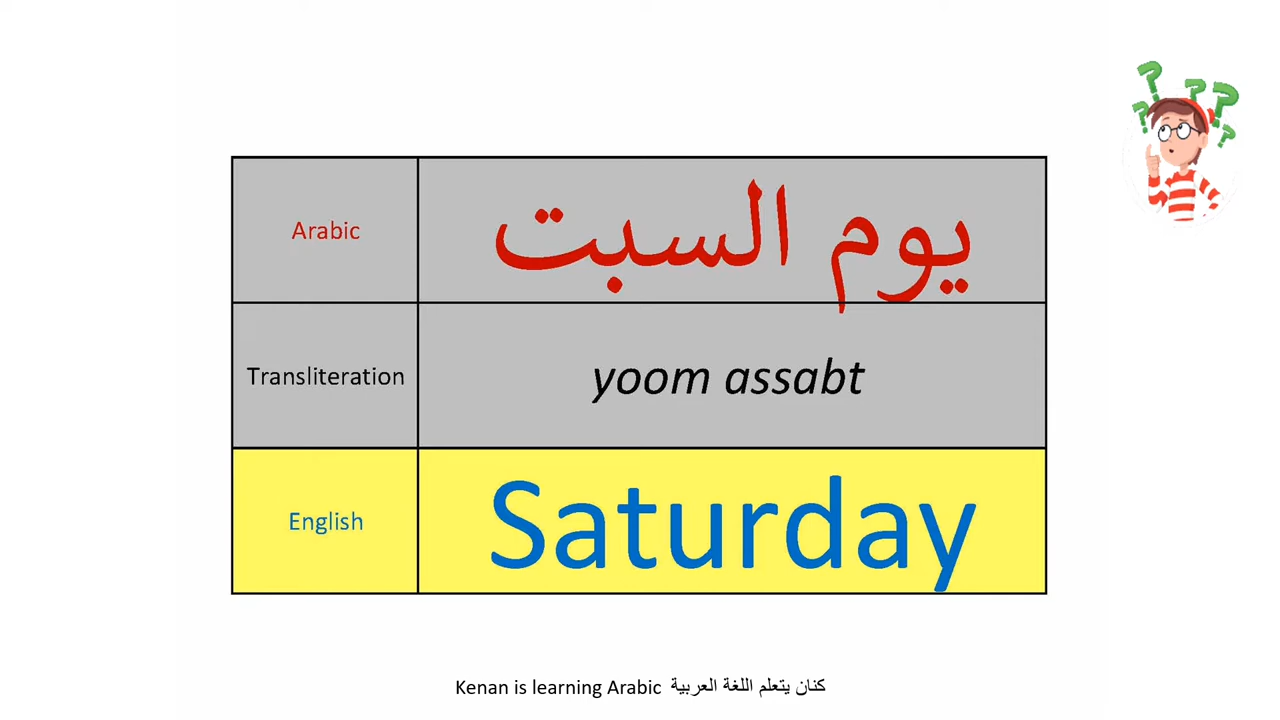 Arabic يوم السبت
Transliteration yoom assabt
English Saturday
Kenan is learning Arabic كنان يتعلم اللغة العربية